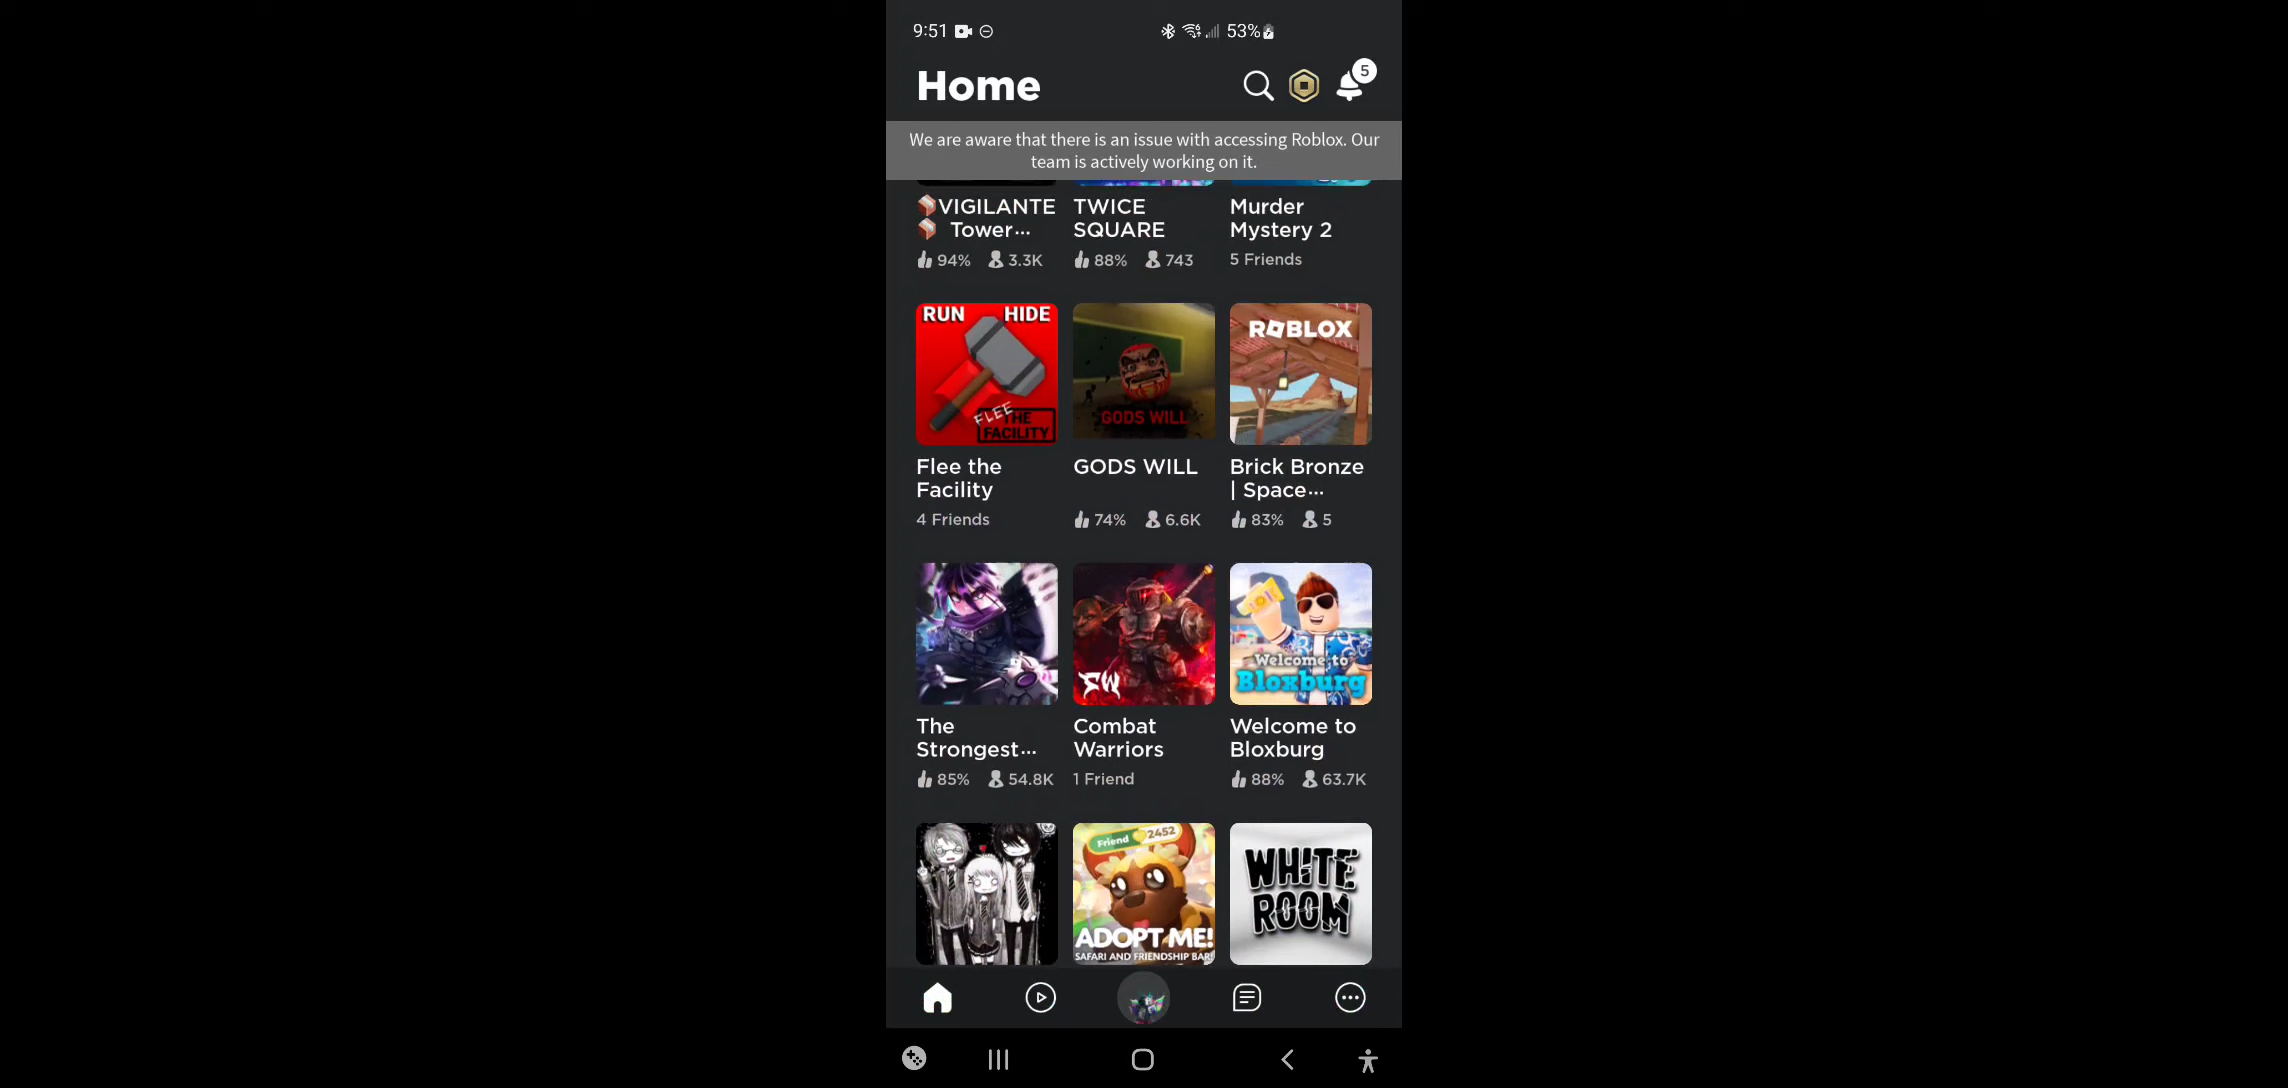 9:51
53%
Home
5
We are aware that there is an issue with accessing Roblox. Our
team is actively working on it.
VIGILANTE
Tower...
94% 3.3K
TWICE
SQUARE
88% 743
Murder
Mystery 2
5 Friends
RUN HIDE
FLEE THE
FACILITY
Flee the
Facility
4 Friends
GODS WILL
GODS WILL
74% 6.6K
ROBLOX
Brick Bronze
| Space...
83% 5
The
Strongest...
85% 54.8K
Combat
Warriors
1 Friend
Welcome to
Bloxburg
Welcome to
Bloxburg
88% 63.7K
Friend 2452
ADOPT ME!
SAFARI AND FRIENDSHIP BAR!
WHITE
ROOM